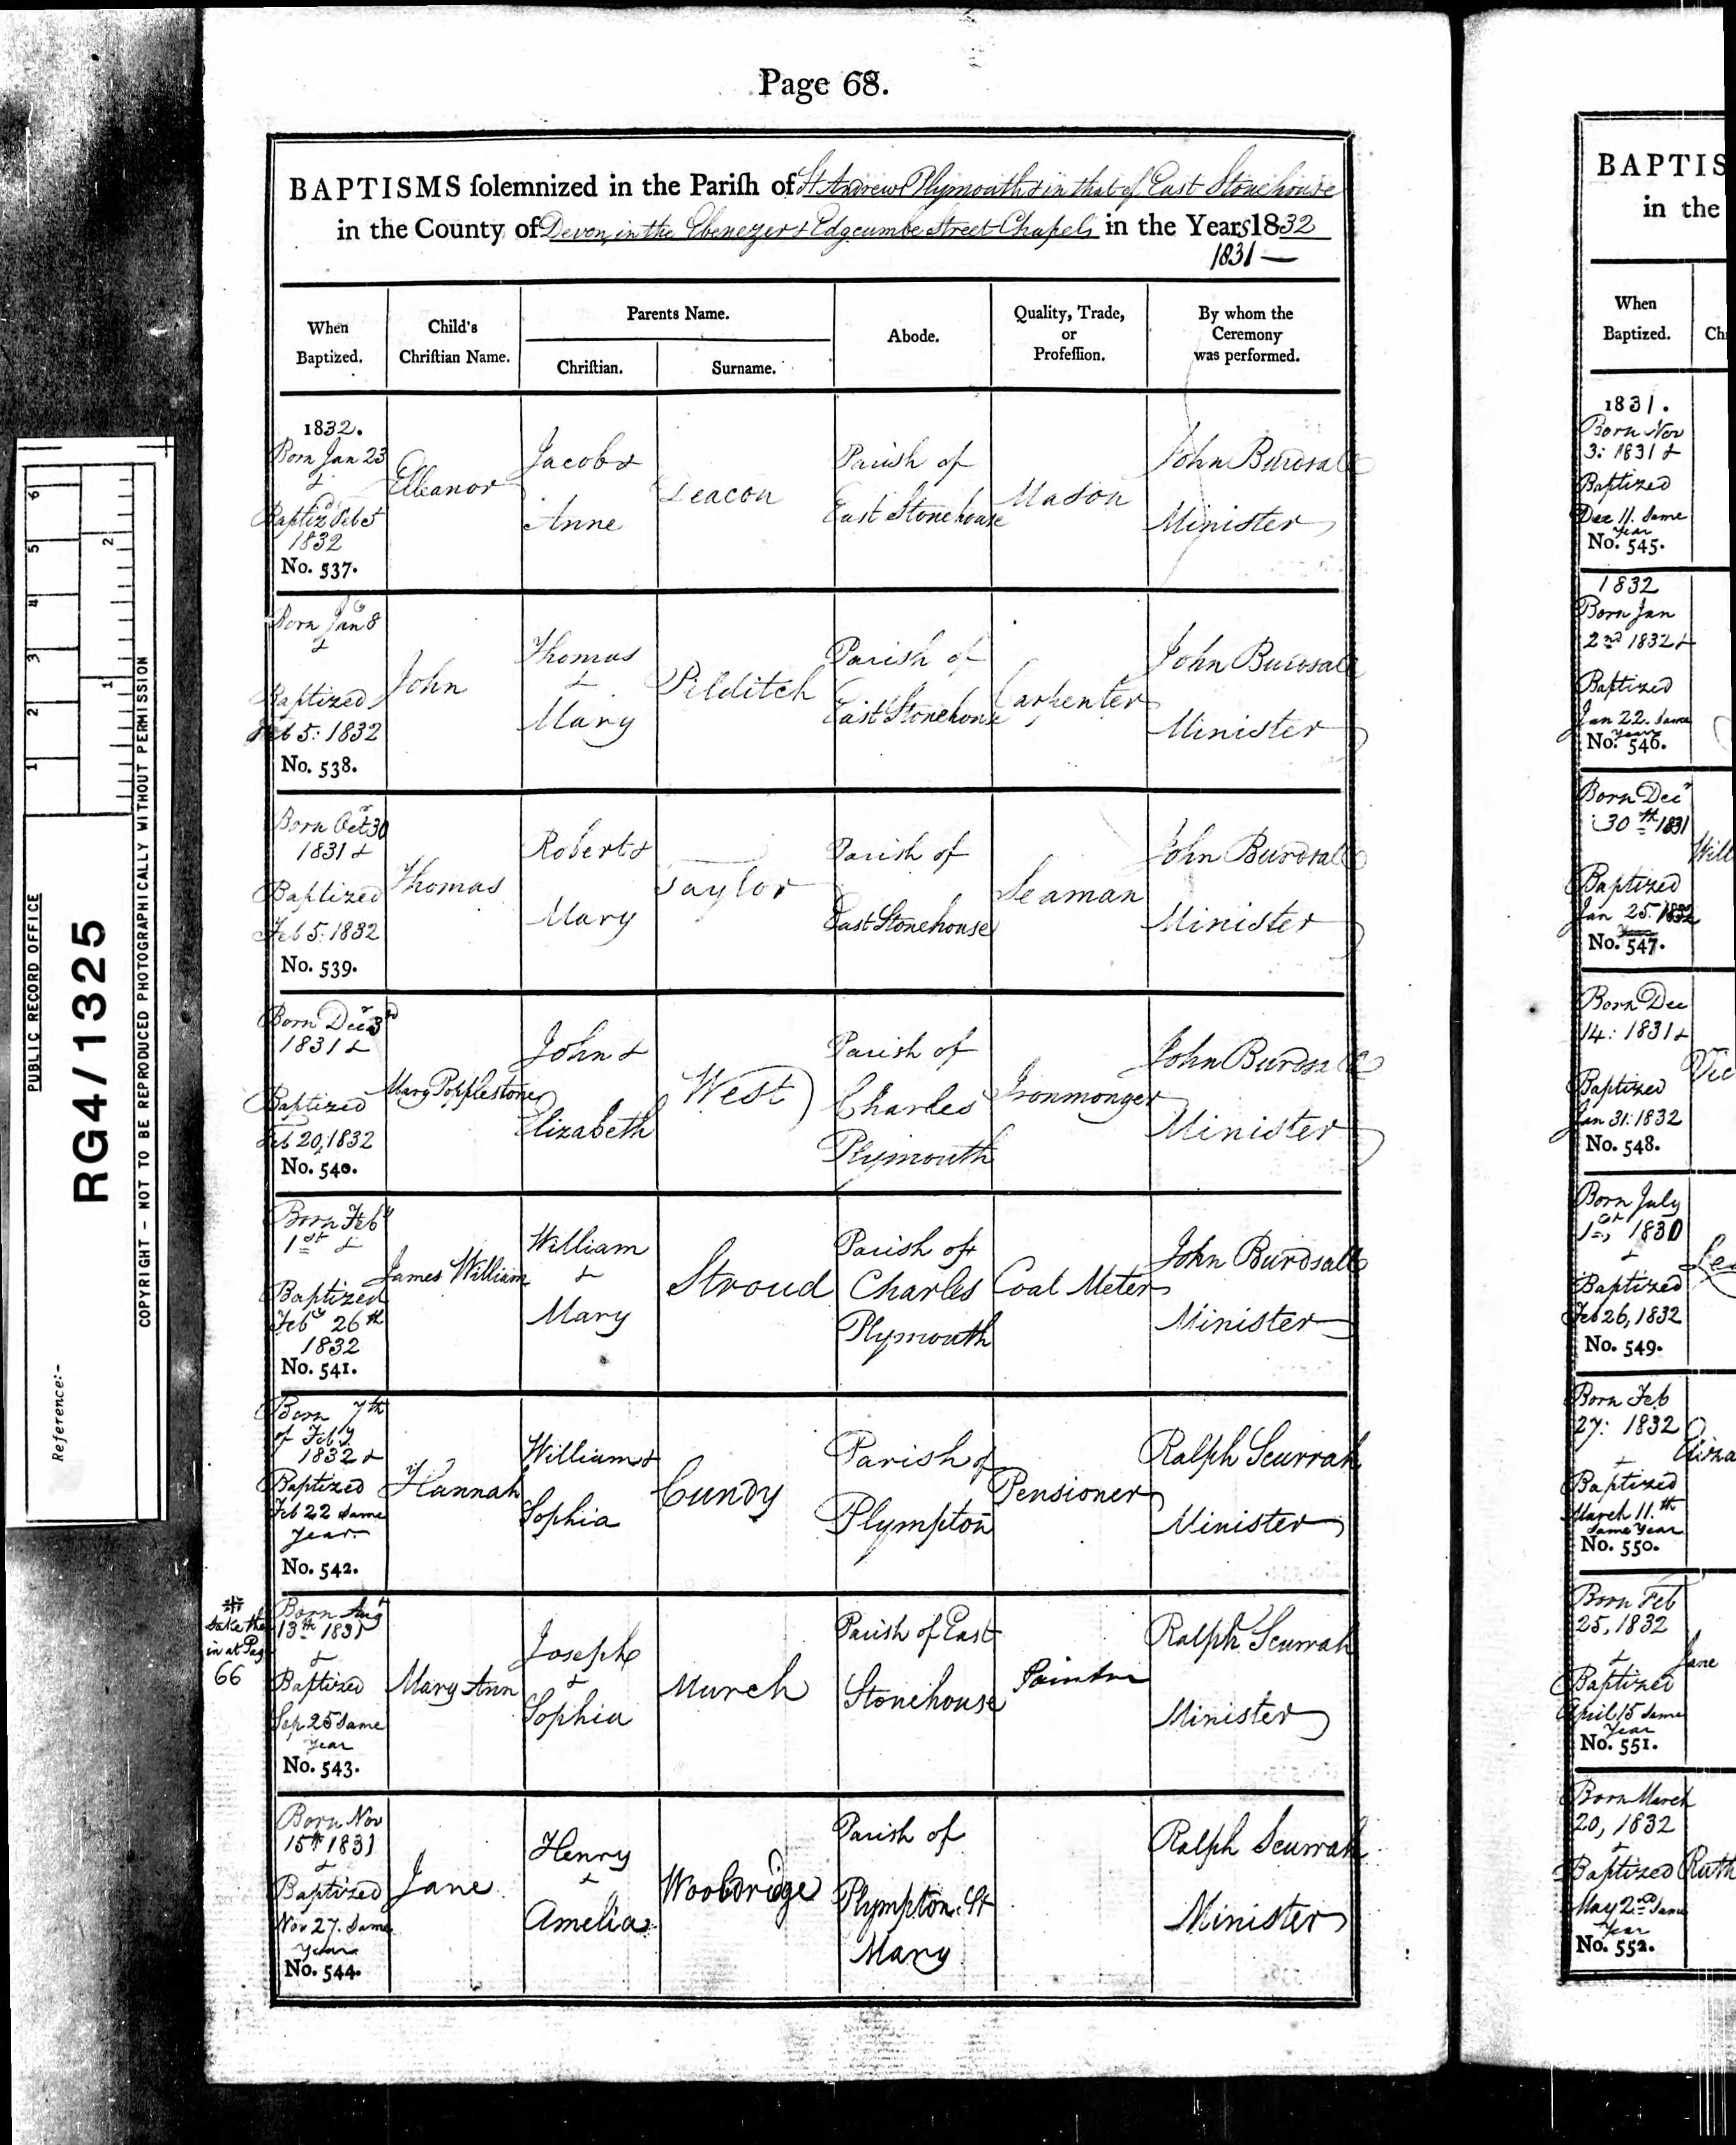 Page 68.
BAPTISMS solemnized in the Parish of St Andrew Plymouth & in that of East Stonehouse
in the County of Devon, in the Ebenezer & Edgcumbe Street Chapels in the Years 1832
1831 —
When
Baptized.
Child's
Christian Name.
Parents Name.
Christian.
Surname.
Abode.
Quality, Trade,
or
Profession.
By whom the
Ceremony
was performed.
1832.
Born Jan 23
&
Baptizd Feb 5
1832
No. 537.
Elleanor
Jacob &
Anne
Deacon
Parish of
East Stonehouse
Mason
John Burdsall
Minister
Born Jan 8
&
Baptized
Feb 5: 1832
No. 538.
John
Thomas
&
Mary
Pilditch
Parish of
East Stonehouse
Carpenter
John Burdsall
Minister
Born Octr 30
1831 &
Baptized
Feb 5: 1832
No. 539.
Thomas
Robert &
Mary
Taylor
Parish of
East Stonehouse
Seaman
John Burdsall
Minister
Born Decr 3rd
1831 &
Baptized
Feb 20, 1832
No. 540.
Mary Popplestone
John &
Elizabeth
West
Parish of
Charles
Plymouth
Ironmonger
John Burdsall
Minister
Born Feby
1st &
Baptized
Feby 26th
1832
No. 541.
James William
William
&
Mary
Stroud
Parish of
Charles
Plymouth
Coal Meter
John Burdsall
Minister
Born 7th
of Feby
1832 &
Baptized
Feb 22 Same
Year
No. 542.
Hannah
William &
Sophia
Cundy
Parish of
Plympton
Pensioner
Ralph Scurrah
Minister
in at Pag
66
Born Augt
13th 1831
&
Baptized
Sep 25 Same
Year
No. 543.
Mary Ann
Joseph
&
Sophia
Murch
Parish of East
Stonehouse
Painter
Ralph Scurrah
Minister
Born Nov
15th 1831
&
Baptized
Nov 27. Same
Year
No. 544.
Jane
Henry
&
Amelia
Wooldridge
Parish of
Plympton St
Mary
Ralph Scurrah
Minister
BAPTIS
in the
When
Baptized.
Ch
1831.
Born Nov
3: 1831 &
Baptized
Dec 11. Same
Year
No. 545.
1832
Born Jan
2nd 1832 &
Baptized
Jan 22. Same
Year
No. 546.
Born Decr
30th 1831
Baptized
Jan 25. 1832
No. 547.
Will
Born Dec
14: 1831 &
Baptized
Jan 31: 1832
No. 548.
Vic
Born July
1st, 1830
&
Baptized
Feb 26, 1832
No. 549.
Born Feb
27: 1832
&
Baptized
March 11th
Same Year
No. 550.
Eliza
Born Feb
25, 1832
&
Baptized
April 15 Same
Year
No. 551.
Jane
Born March
20, 1832
&
Baptized
May 2nd Same
Year
No. 552.
Ruth
PUBLIC RECORD OFFICE
Reference:-
RG4/1325
COPYRIGHT - NOT TO BE REPRODUCED PHOTOGRAPHICALLY WITHOUT PERMISSION
1
2
3
4
5
6
1
2